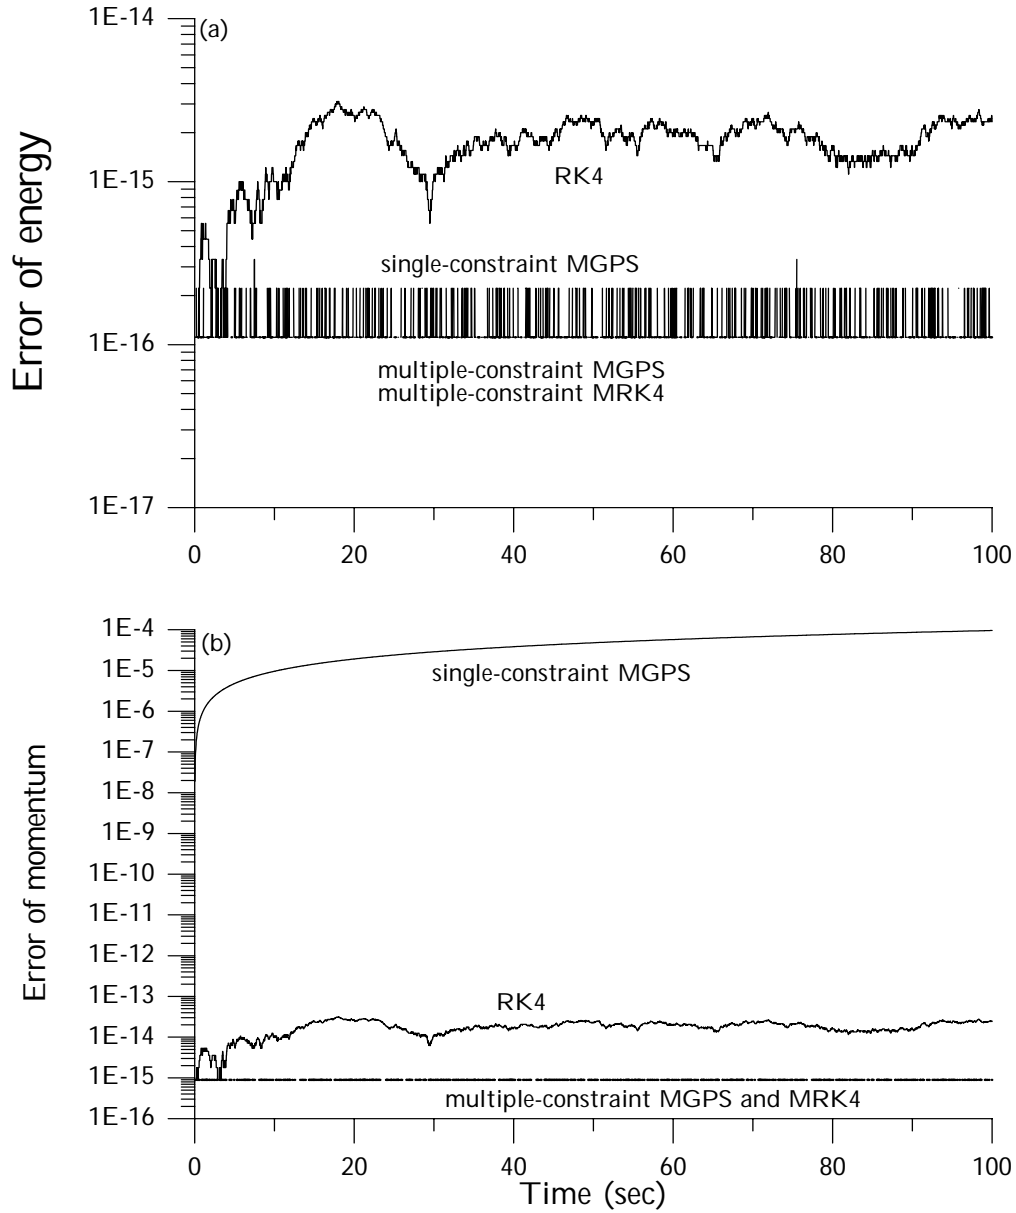 1E-14
(a)
1E-15
1E-16
1E-17
Error of energy
RK4
single-constraint MGPS
multiple-constraint MGPS
multiple-constraint MRK4
0 20 40 60 80 100
1E-4
(b)
1E-5
1E-6
1E-7
1E-8
1E-9
1E-10
1E-11
1E-12
1E-13
1E-14
1E-15
1E-16
Error of momentum
single-constraint MGPS
RK4
multiple-constraint MGPS and MRK4
0 20 40 60 80 100
Time (sec)